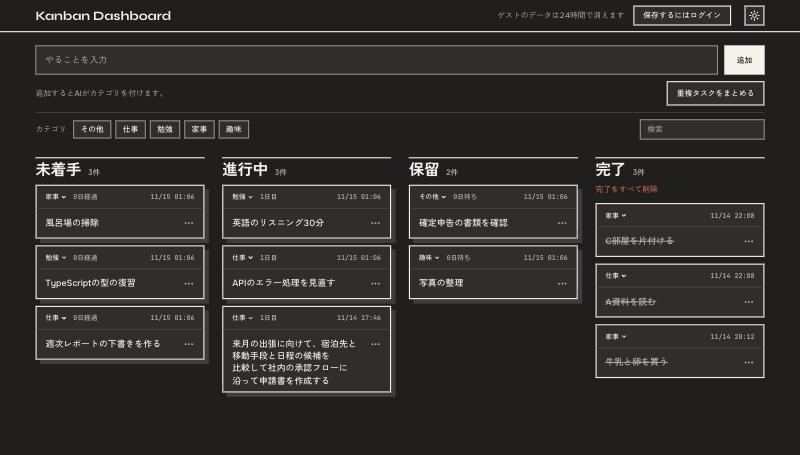 Kanban Dashboard
ゲストのデータは24時間で消えます
保存するにはログイン
やることを入力
追加
追加するとAIがカテゴリを付けます。
重複タスクをまとめる
カテゴリ
その他
仕事
勉強
家事
趣味
検索
未着手 3件
家事 0日経過 11/15 01:06
風呂場の掃除
勉強 0日経過 11/15 01:06
TypeScriptの型の復習
仕事 0日経過 11/15 01:06
週次レポートの下書きを作る
進行中 3件
勉強 1日目 11/15 01:06
英語のリスニング30分
仕事 1日目 11/15 01:06
APIのエラー処理を見直す
仕事 1日目 11/14 17:46
来月の出張に向けて、宿泊先と
移動手段と日程の候補を
比較して社内の承認フローに
沿って申請書を作成する
保留 2件
その他 0日待ち 11/15 01:06
確定申告の書類を確認
趣味 0日待ち 11/15 01:06
写真の整理
完了 3件
完了をすべて削除
家事 11/14 22:08
C部屋を片付ける
仕事 11/14 22:08
A資料を読む
家事 11/14 20:12
牛乳と卵を買う